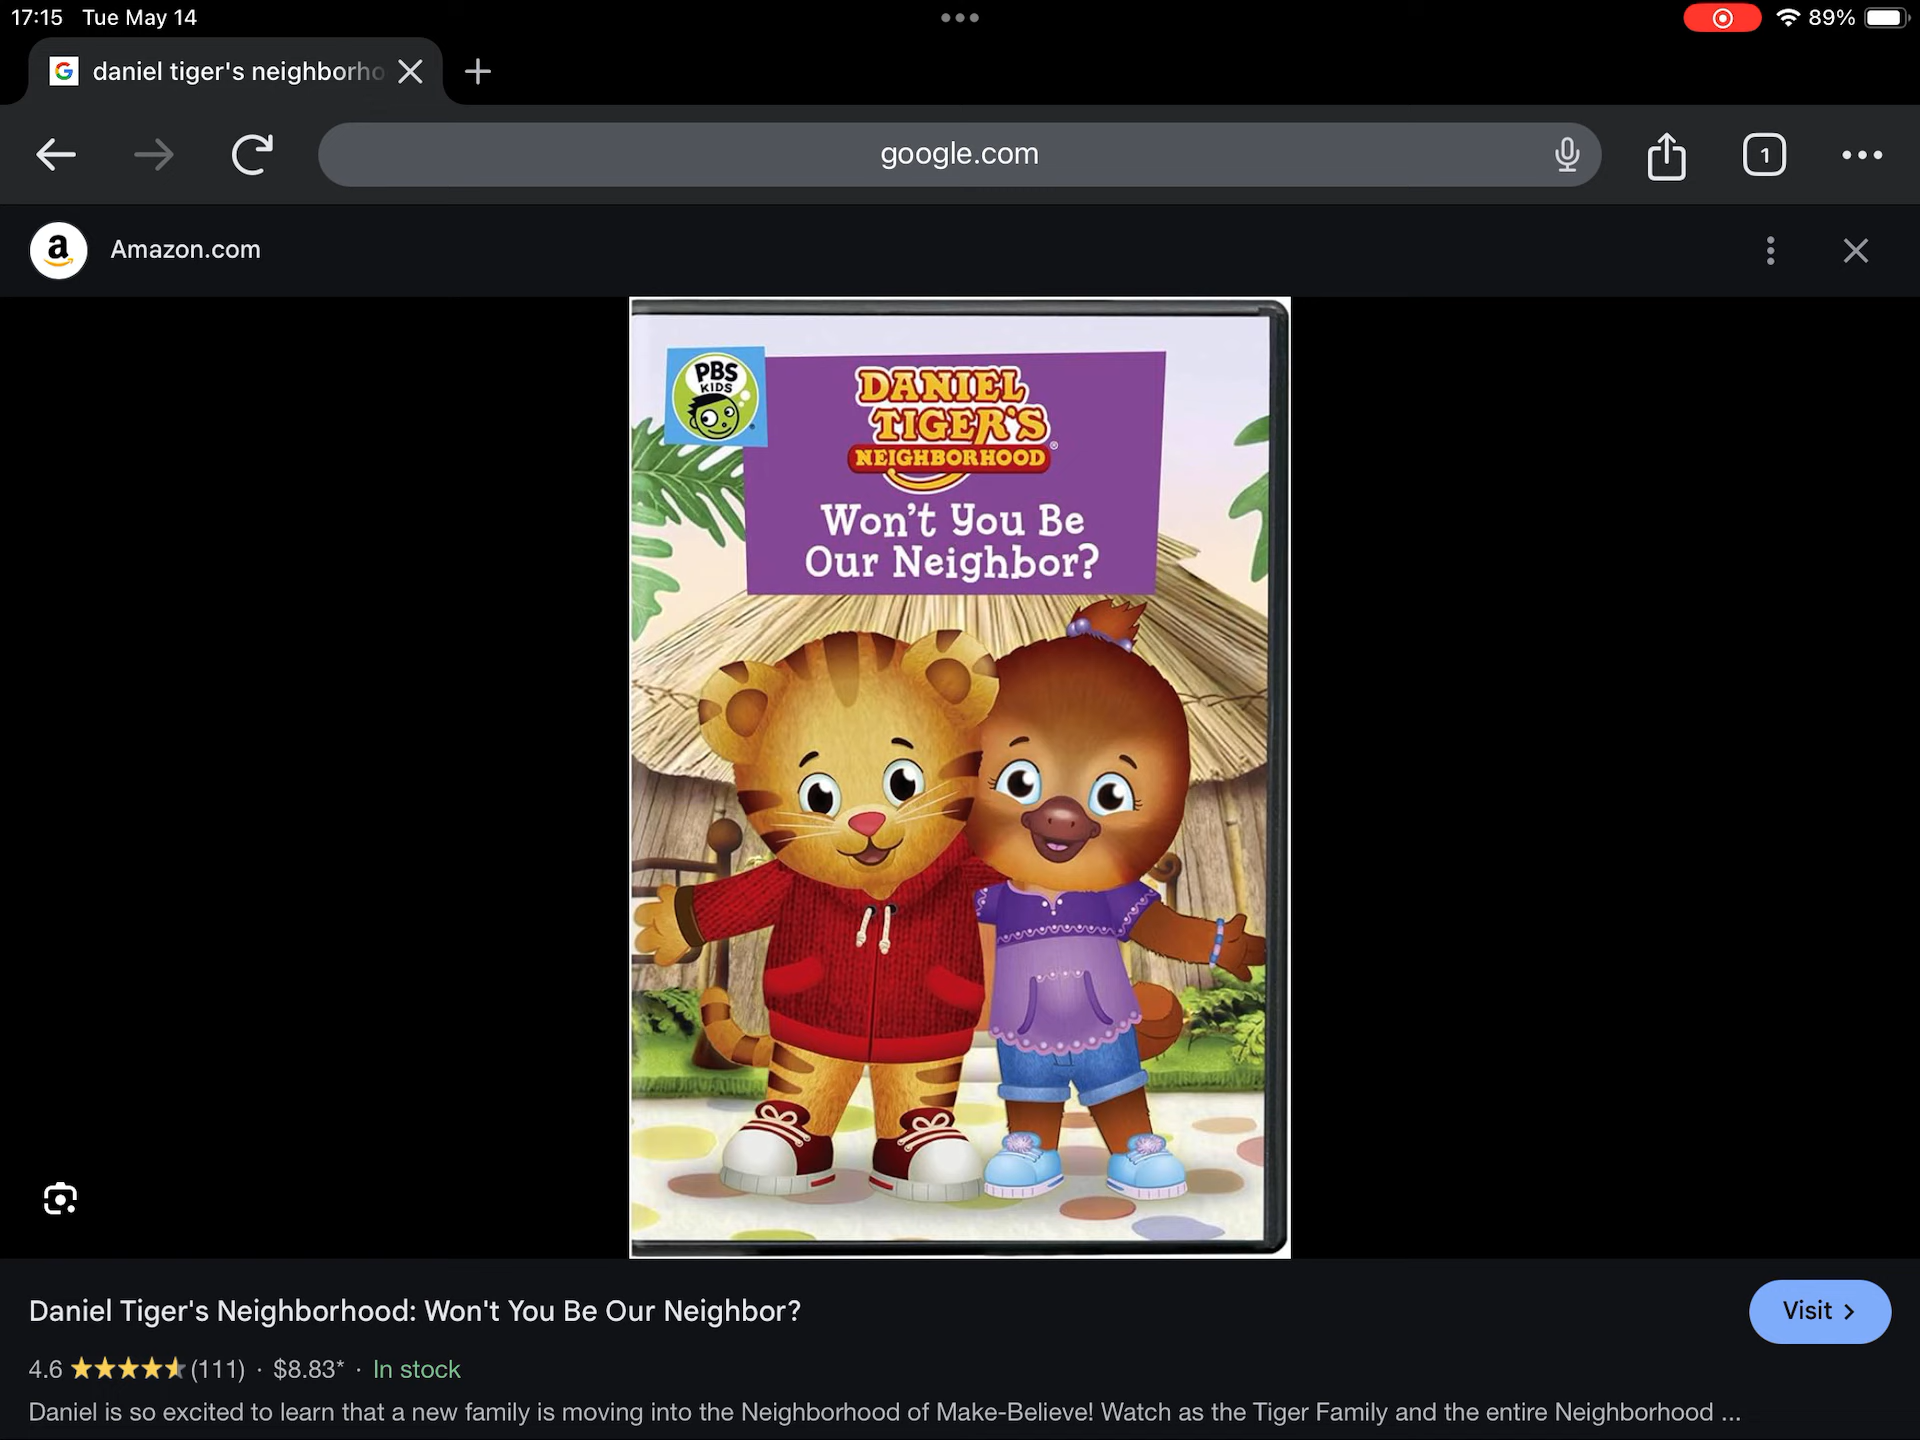 17:15 Tue May 14
89%
daniel tiger's neighborho
google.com
1
a Amazon.com
PBS
KIDS
DANIEL
TIGER'S
NEIGHBORHOOD®
Won't You Be
Our Neighbor?
Daniel Tiger's Neighborhood: Won't You Be Our Neighbor?
Visit
4.6 (111) · $8.83* · In stock
Daniel is so excited to learn that a new family is moving into the Neighborhood of Make-Believe! Watch as the Tiger Family and the entire Neighborhood ...